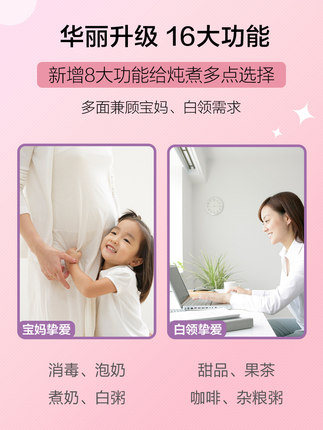 华丽升级 16大功能
新增8大功能给炖煮多点选择
多面兼顾宝妈、白领需求
宝妈挚爱
白领挚爱
消毒、泡奶
煮奶、白粥
甜品、果茶
咖啡、杂粮粥